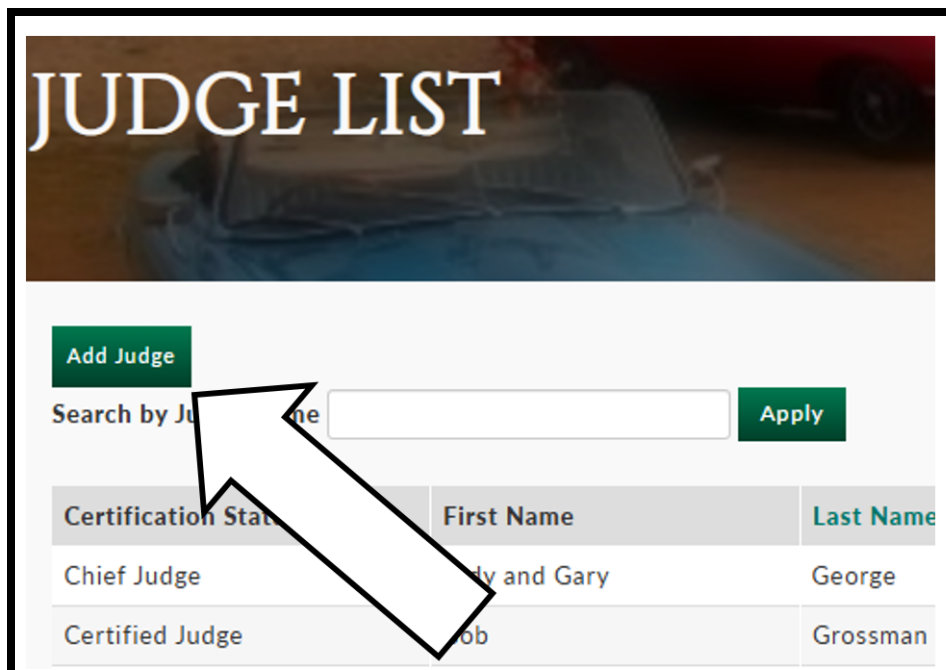 JUDGE LIST
Add Judge
Search by
Apply
Certification First Name Last Name
Chief Judge and Gary George
Certified Judge Grossman